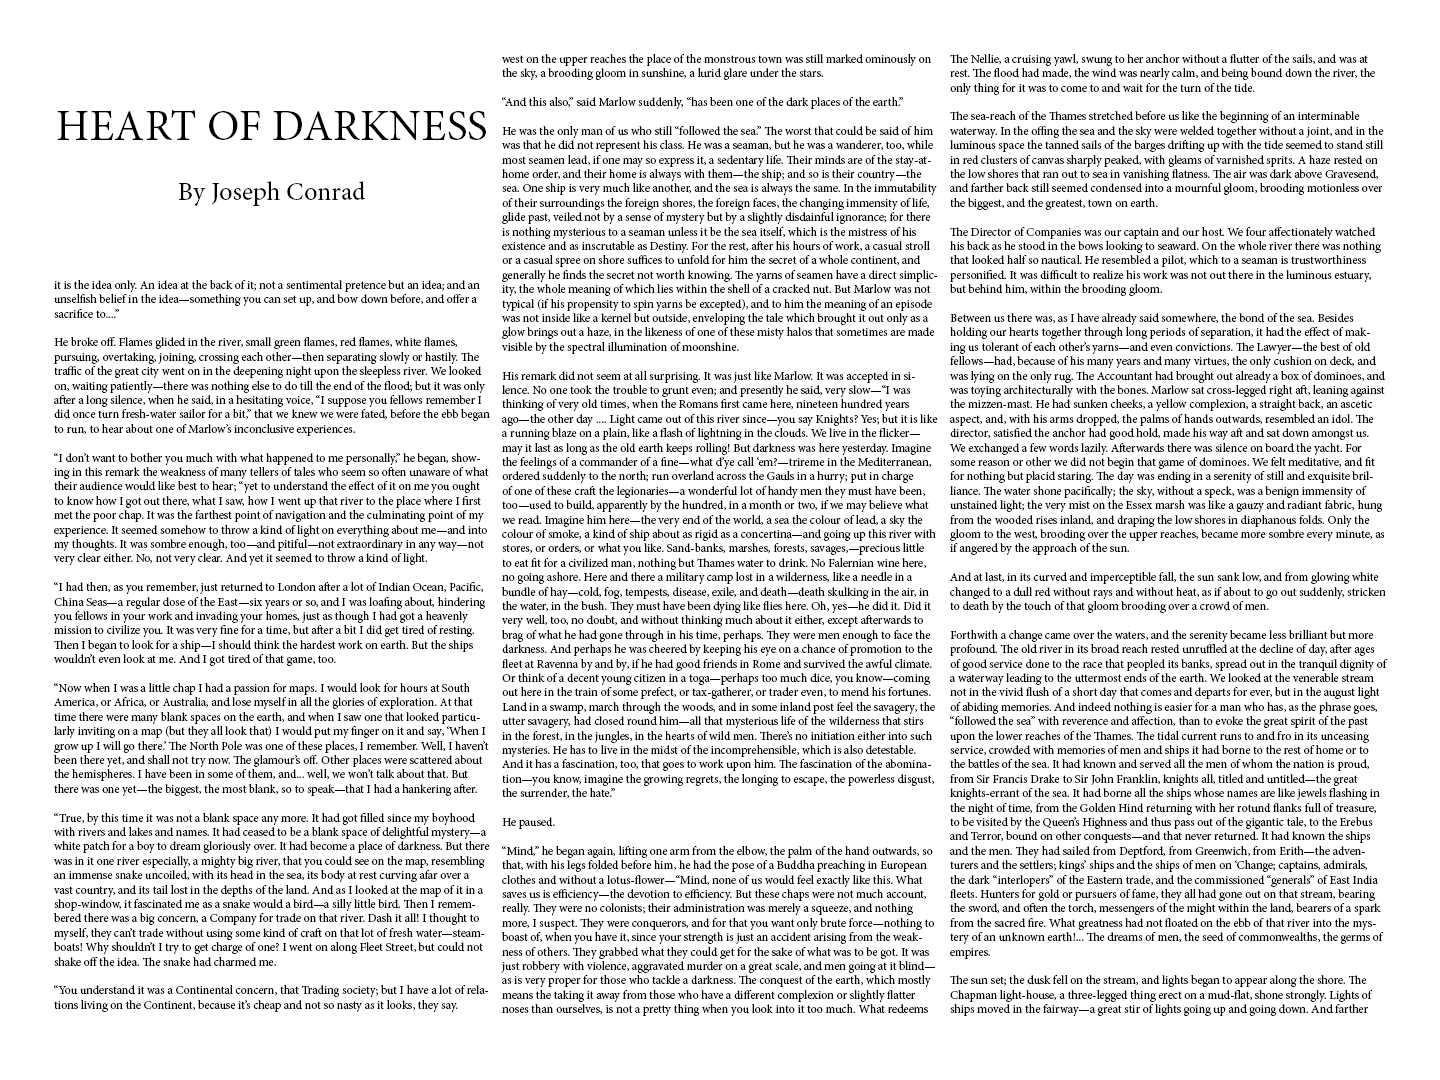 HEART OF DARKNESS
By Joseph Conrad
The Nellie, a cruising yawl, swung to her anchor without a flutter of the sails, and was at
rest. The flood had made, the wind was nearly calm, and being bound down the river, the
only thing for it was to come to and wait for the turn of the tide.
The sea-reach of the Thames stretched before us like the beginning of an interminable
waterway. In the offing the sea and the sky were welded together without a joint, and in the
luminous space the tanned sails of the barges drifting up with the tide seemed to stand still
in red clusters of canvas sharply peaked, with gleams of varnished sprits. A haze rested on
the low shores that ran out to sea in vanishing flatness. The air was dark above Gravesend,
and farther back still seemed condensed into a mournful gloom, brooding motionless over
the biggest, and the greatest, town on earth.
The Director of Companies was our captain and our host. We four affectionately watched
his back as he stood in the bows looking to seaward. On the whole river there was nothing
that looked half so nautical. He resembled a pilot, which to a seaman is trustworthiness
personified. It was difficult to realize his work was not out there in the luminous estuary,
but behind him, within the brooding gloom.
Between us there was, as I have already said somewhere, the bond of the sea. Besides
holding our hearts together through long periods of separation, it had the effect of mak-
ing us tolerant of each other’s yarns—and even convictions. The Lawyer—the best of old
fellows—had, because of his many years and many virtues, the only cushion on deck, and
was lying on the only rug. The Accountant had brought out already a box of dominoes, and
was toying architecturally with the bones. Marlow sat cross-legged right aft, leaning against
the mizzen-mast. He had sunken cheeks, a yellow complexion, a straight back, an ascetic
aspect, and, with his arms dropped, the palms of hands outwards, resembled an idol. The
director, satisfied the anchor had good hold, made his way aft and sat down amongst us.
We exchanged a few words lazily. Afterwards there was silence on board the yacht. For
some reason or other we did not begin that game of dominoes. We felt meditative, and fit
for nothing but placid staring. The day was ending in a serenity of still and exquisite bril-
liance. The water shone pacifically; the sky, without a speck, was a benign immensity of
unstained light; the very mist on the Essex marsh was like a gauzy and radiant fabric, hung
from the wooded rises inland, and draping the low shores in diaphanous folds. Only the
gloom to the west, brooding over the upper reaches, became more sombre every minute, as
if angered by the approach of the sun.
And at last, in its curved and imperceptible fall, the sun sank low, and from glowing white
changed to a dull red without rays and without heat, as if about to go out suddenly, stricken
to death by the touch of that gloom brooding over a crowd of men.
Forthwith a change came over the waters, and the serenity became less brilliant but more
profound. The old river in its broad reach rested unruffled at the decline of day, after ages
of good service done to the race that peopled its banks, spread out in the tranquil dignity of
a waterway leading to the uttermost ends of the earth. We looked at the venerable stream
not in the vivid flush of a short day that comes and departs for ever, but in the august light
of abiding memories. And indeed nothing is easier for a man who has, as the phrase goes,
“followed the sea” with reverence and affection, than to evoke the great spirit of the past
upon the lower reaches of the Thames. The tidal current runs to and fro in its unceasing
service, crowded with memories of men and ships it had borne to the rest of home or to
the battles of the sea. It had known and served all the men of whom the nation is proud,
from Sir Francis Drake to Sir John Franklin, knights all, titled and untitled—the great
knights-errant of the sea. It had borne all the ships whose names are like jewels flashing in
the night of time, from the Golden Hind returning with her rotund flanks full of treasure,
to be visited by the Queen’s Highness and thus pass out of the gigantic tale, to the Erebus
and Terror, bound on other conquests—and that never returned. It had known the ships
and the men. They had sailed from Deptford, from Greenwich, from Erith—the adven-
turers and the settlers; kings’ ships and the ships of men on ‘Change; captains, admirals,
the dark “interlopers” of the Eastern trade, and the commissioned “generals” of East India
fleets. Hunters for gold or pursuers of fame, they all had gone out on that stream, bearing
the sword, and often the torch, messengers of the might within the land, bearers of a spark
from the sacred fire. What greatness had not floated on the ebb of that river into the mys-
tery of an unknown earth!... The dreams of men, the seed of commonwealths, the germs of
empires.
The sun set; the dusk fell on the stream, and lights began to appear along the shore. The
Chapman light-house, a three-legged thing erect on a mud-flat, shone strongly. Lights of
ships moved in the fairway—a great stir of lights going up and going down. And farther
west on the upper reaches the place of the monstrous town was still marked ominously on
the sky, a brooding gloom in sunshine, a lurid glare under the stars.
“And this also,” said Marlow suddenly, “has been one of the dark places of the earth.”
He was the only man of us who still “followed the sea.” The worst that could be said of him
was that he did not represent his class. He was a seaman, but he was a wanderer, too, while
most seamen lead, if one may so express it, a sedentary life. Their minds are of the stay-at-
home order, and their home is always with them—the ship; and so is their country—the
sea. One ship is very much like another, and the sea is always the same. In the immutability
of their surroundings the foreign shores, the foreign faces, the changing immensity of life,
glide past, veiled not by a sense of mystery but by a slightly disdainful ignorance; for there
is nothing mysterious to a seaman unless it be the sea itself, which is the mistress of his
existence and as inscrutable as Destiny. For the rest, after his hours of work, a casual stroll
or a casual spree on shore suffices to unfold for him the secret of a whole continent, and
generally he finds the secret not worth knowing. The yarns of seamen have a direct simplic-
ity, the whole meaning of which lies within the shell of a cracked nut. But Marlow was not
typical (if his propensity to spin yarns be excepted), and to him the meaning of an episode
was not inside like a kernel but outside, enveloping the tale which brought it out only as a
glow brings out a haze, in the likeness of one of these misty halos that sometimes are made
visible by the spectral illumination of moonshine.
His remark did not seem at all surprising. It was just like Marlow. It was accepted in si-
lence. No one took the trouble to grunt even; and presently he said, very slow—“I was
thinking of very old times, when the Romans first came here, nineteen hundred years
ago—the other day .... Light came out of this river since—you say Knights? Yes; but it is like
a running blaze on a plain, like a flash of lightning in the clouds. We live in the flicker—
may it last as long as the old earth keeps rolling! But darkness was here yesterday. Imagine
the feelings of a commander of a fine—what d’ye call ‘em?—trireme in the Mediterranean,
ordered suddenly to the north; run overland across the Gauls in a hurry; put in charge
of one of these craft the legionaries—a wonderful lot of handy men they must have been,
too—used to build, apparently by the hundred, in a month or two, if we may believe what
we read. Imagine him here—the very end of the world, a sea the colour of lead, a sky the
colour of smoke, a kind of ship about as rigid as a concertina—and going up this river with
stores, or orders, or what you like. Sand-banks, marshes, forests, savages,—precious little
to eat fit for a civilized man, nothing but Thames water to drink. No Falernian wine here,
no going ashore. Here and there a military camp lost in a wilderness, like a needle in a
bundle of hay—cold, fog, tempests, disease, exile, and death—death skulking in the air, in
the water, in the bush. They must have been dying like flies here. Oh, yes—he did it. Did it
very well, too, no doubt, and without thinking much about it either, except afterwards to
brag of what he had gone through in his time, perhaps. They were men enough to face the
darkness. And perhaps he was cheered by keeping his eye on a chance of promotion to the
fleet at Ravenna by and by, if he had good friends in Rome and survived the awful climate.
Or think of a decent young citizen in a toga—perhaps too much dice, you know—coming
out here in the train of some prefect, or tax-gatherer, or trader even, to mend his fortunes.
Land in a swamp, march through the woods, and in some inland post feel the savagery, the
utter savagery, had closed round him—all that mysterious life of the wilderness that stirs
in the forest, in the jungles, in the hearts of wild men. There’s no initiation either into such
mysteries. He has to live in the midst of the incomprehensible, which is also detestable.
And it has a fascination, too, that goes to work upon him. The fascination of the abomina-
tion—you know, imagine the growing regrets, the longing to escape, the powerless disgust,
the surrender, the hate.”
He paused.
“Mind,” he began again, lifting one arm from the elbow, the palm of the hand outwards, so
that, with his legs folded before him, he had the pose of a Buddha preaching in European
clothes and without a lotus-flower—“Mind, none of us would feel exactly like this. What
saves us is efficiency—the devotion to efficiency. But these chaps were not much account,
really. They were no colonists; their administration was merely a squeeze, and nothing
more, I suspect. They were conquerors, and for that you want only brute force—nothing to
boast of, when you have it, since your strength is just an accident arising from the weak-
ness of others. They grabbed what they could get for the sake of what was to be got. It was
just robbery with violence, aggravated murder on a great scale, and men going at it blind—
as is very proper for those who tackle a darkness. The conquest of the earth, which mostly
means the taking it away from those who have a different complexion or slightly flatter
noses than ourselves, is not a pretty thing when you look into it too much. What redeems
it is the idea only. An idea at the back of it; not a sentimental pretence but an idea; and an
unselfish belief in the idea—something you can set up, and bow down before, and offer a
sacrifice to....”
He broke off. Flames glided in the river, small green flames, red flames, white flames,
pursuing, overtaking, joining, crossing each other—then separating slowly or hastily. The
traffic of the great city went on in the deepening night upon the sleepless river. We looked
on, waiting patiently—there was nothing else to do till the end of the flood; but it was only
after a long silence, when he said, in a hesitating voice, “I suppose you fellows remember I
did once turn fresh-water sailor for a bit,” that we knew we were fated, before the ebb began
to run, to hear about one of Marlow’s inconclusive experiences.
“I don’t want to bother you much with what happened to me personally,” he began, show-
ing in this remark the weakness of many tellers of tales who seem so often unaware of what
their audience would like best to hear; “yet to understand the effect of it on me you ought
to know how I got out there, what I saw, how I went up that river to the place where I first
met the poor chap. It was the farthest point of navigation and the culminating point of my
experience. It seemed somehow to throw a kind of light on everything about me—and into
my thoughts. It was sombre enough, too—and pitiful—not extraordinary in any way—not
very clear either. No, not very clear. And yet it seemed to throw a kind of light.
“I had then, as you remember, just returned to London after a lot of Indian Ocean, Pacific,
China Seas—a regular dose of the East—six years or so, and I was loafing about, hindering
you fellows in your work and invading your homes, just as though I had got a heavenly
mission to civilize you. It was very fine for a time, but after a bit I did get tired of resting.
Then I began to look for a ship—I should think the hardest work on earth. But the ships
wouldn’t even look at me. And I got tired of that game, too.
“Now when I was a little chap I had a passion for maps. I would look for hours at South
America, or Africa, or Australia, and lose myself in all the glories of exploration. At that
time there were many blank spaces on the earth, and when I saw one that looked particu-
larly inviting on a map (but they all look that) I would put my finger on it and say, ‘When I
grow up I will go there.’ The North Pole was one of these places, I remember. Well, I haven’t
been there yet, and shall not try now. The glamour’s off. Other places were scattered about
the hemispheres. I have been in some of them, and... well, we won’t talk about that. But
there was one yet—the biggest, the most blank, so to speak—that I had a hankering after.
“True, by this time it was not a blank space any more. It had got filled since my boyhood
with rivers and lakes and names. It had ceased to be a blank space of delightful mystery—a
white patch for a boy to dream gloriously over. It had become a place of darkness. But there
was in it one river especially, a mighty big river, that you could see on the map, resembling
an immense snake uncoiled, with its head in the sea, its body at rest curving afar over a
vast country, and its tail lost in the depths of the land. And as I looked at the map of it in a
shop-window, it fascinated me as a snake would a bird—a silly little bird. Then I remem-
bered there was a big concern, a Company for trade on that river. Dash it all! I thought to
myself, they can’t trade without using some kind of craft on that lot of fresh water—steam-
boats! Why shouldn’t I try to get charge of one? I went on along Fleet Street, but could not
shake off the idea. The snake had charmed me.
“You understand it was a Continental concern, that Trading society; but I have a lot of rela-
tions living on the Continent, because it’s cheap and not so nasty as it looks, they say.